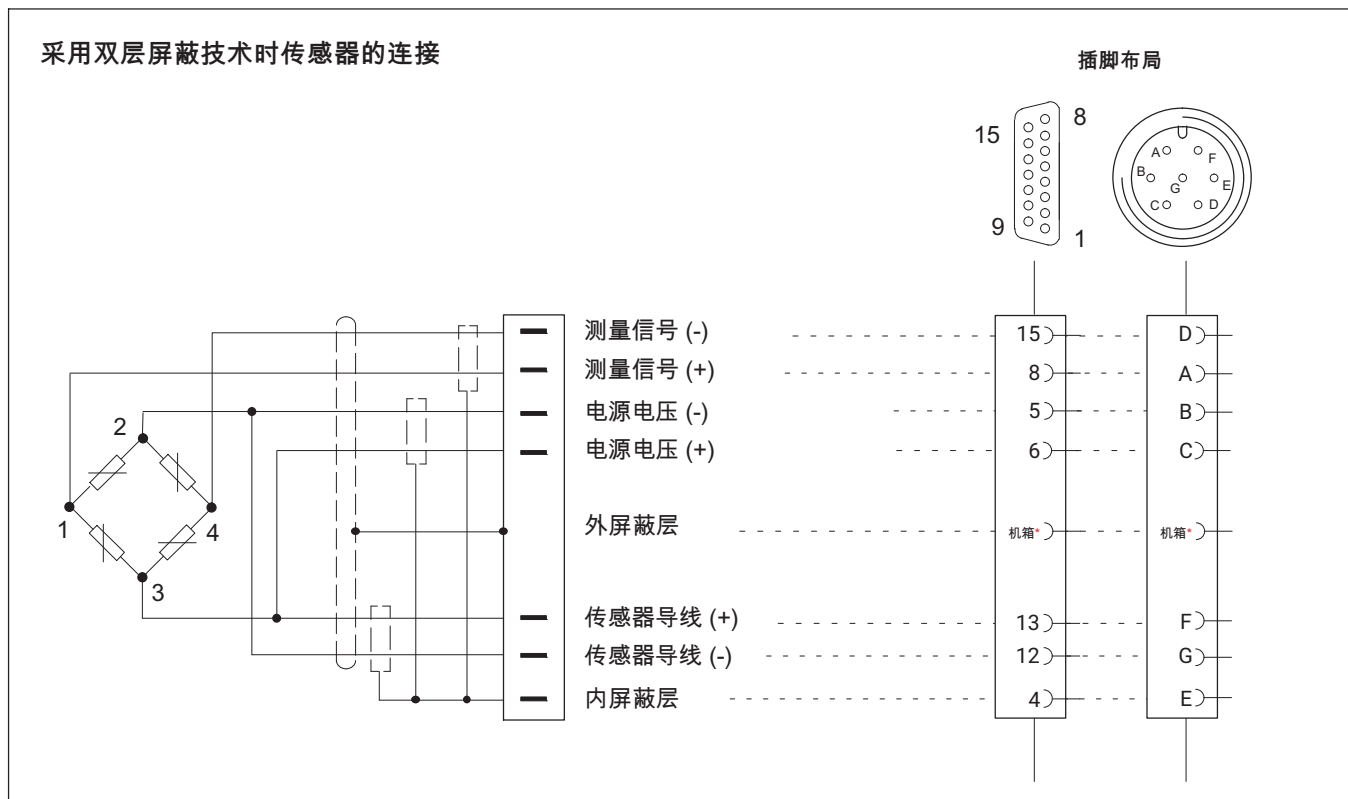 采用双层屏蔽技术时传感器的连接
插脚布局
15
8
9
1
A
F
B
G
E
C
D
测量信号 (-)
15
D
测量信号 (+)
8
A
电源电压 (-)
5
B
电源电压 (+)
6
C
2
1
4
3
外屏蔽层
机箱*
机箱*
传感器导线 (+)
13
F
传感器导线 (-)
12
G
内屏蔽层
4
E